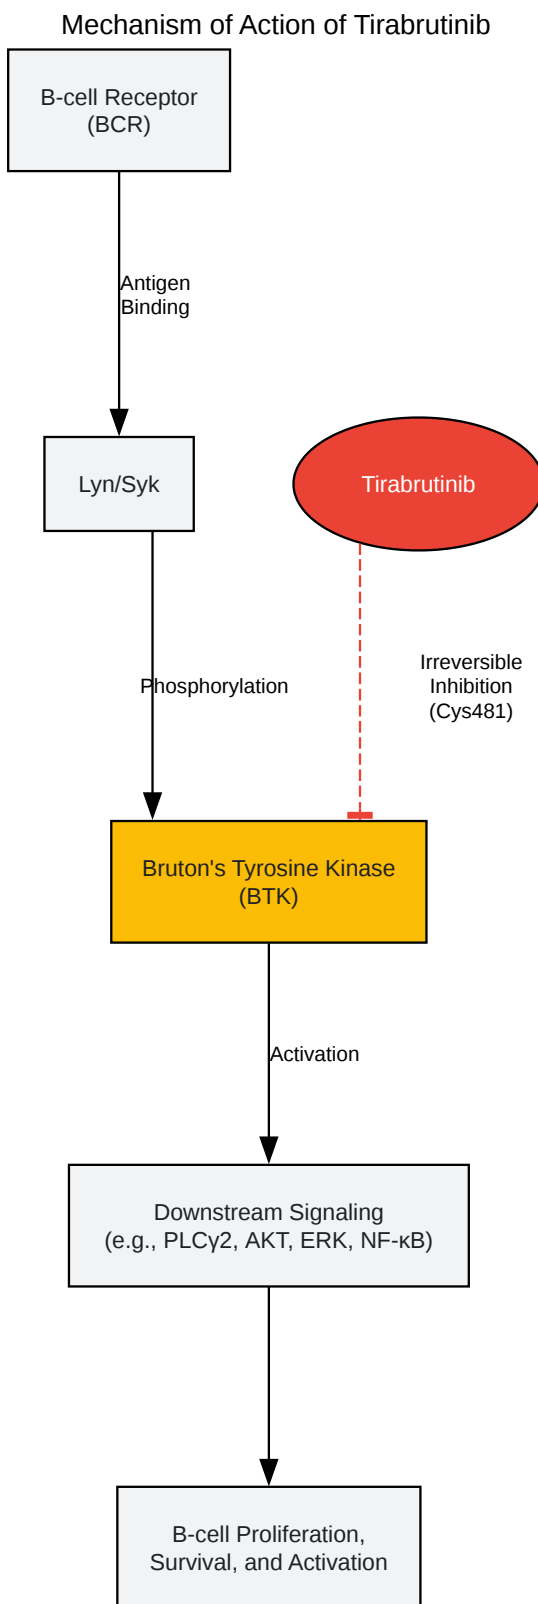 Mechanism of Action of Tirabrutinib
B-cell Receptor
(BCR)
Antigen
Binding
Lyn/Syk
Tirabrutinib
Phosphorylation
Irreversible
Inhibition
(Cys481)
Bruton's Tyrosine Kinase
(BTK)
Activation
Downstream Signaling
(e.g., PLCγ2, AKT, ERK, NF-κB)
B-cell Proliferation,
Survival, and Activation